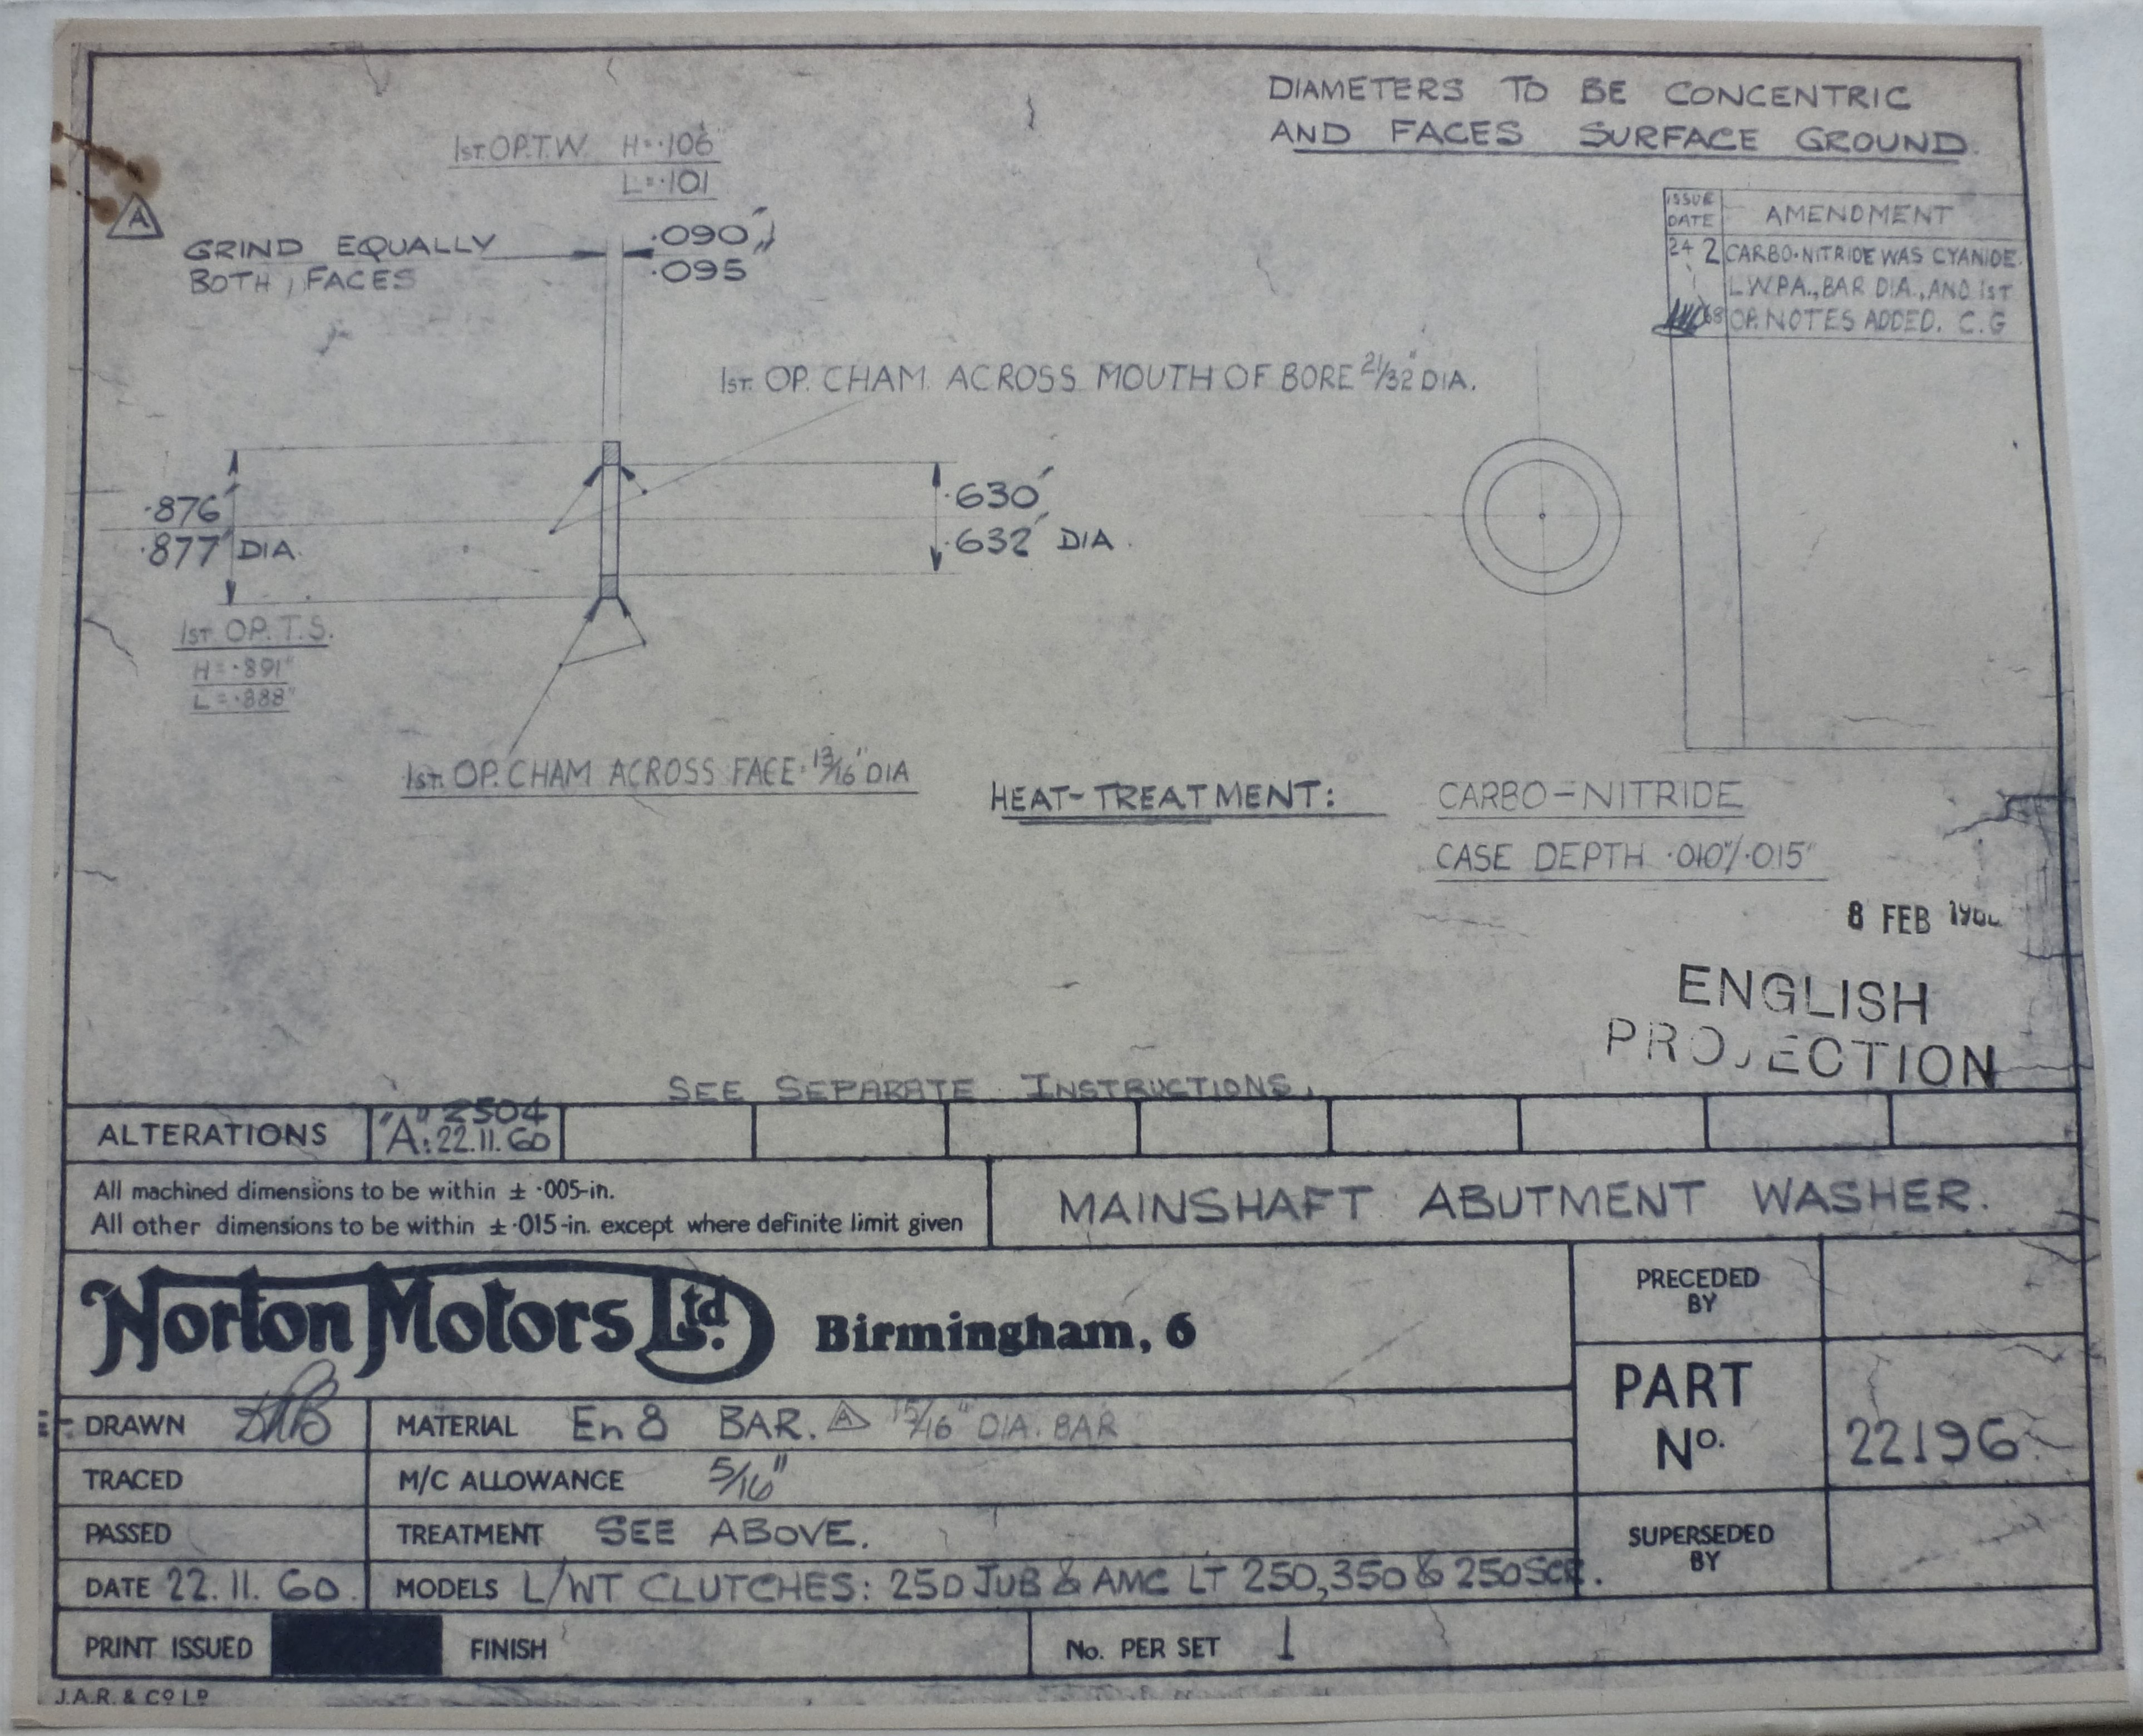 DIAMETERS TO BE CONCENTRIC
AND FACES SURFACE GROUND.
1ST. OP. T.W. H=.106"
L=.101
A
GRIND EQUALLY
BOTH FACES
.090"
.095
ISSUE
DATE
AMENDMENT
24 2 CARBO-NITRIDE WAS CYANIDE.
L.W.P.A., BAR DIA., AND 1ST
68 OP. NOTES ADDED. C.G
1ST. OP. CHAM. ACROSS MOUTH OF BORE 21/32" DIA.
.876"
.877" DIA.
.630"
.632" DIA.
1ST. OP. T.S.
H=.891"
L=.888"
1ST. OP. CHAM ACROSS FACE 13/16" DIA
HEAT-TREATMENT: CARBO-NITRIDE
CASE DEPTH .010"/.015"
8 FEB
ENGLISH
PROJECTION
SEE SEPARATE INSTRUCTIONS.
ALTERATIONS
"A" 2504
"A": 22.11.60
All machined dimensions to be within ± ·005-in.
All other dimensions to be within ± ·015-in. except where definite limit given
MAINSHAFT ABUTMENT WASHER.
Norton Motors Ltd.
Birmingham, 6
PRECEDED
BY
PART
No.
22196
SUPERSEDED
BY
DRAWN
MATERIAL En 8 BAR. A 15/16" DIA. BAR
TRACED
M/C ALLOWANCE 5/16"
PASSED
TREATMENT SEE ABOVE.
DATE 22.11.60.
MODELS L/WT CLUTCHES: 250 JUB & AMC LT 250,350 & 250SCR.
PRINT ISSUED
FINISH
No. PER SET 1
J.A.R. & Co LD